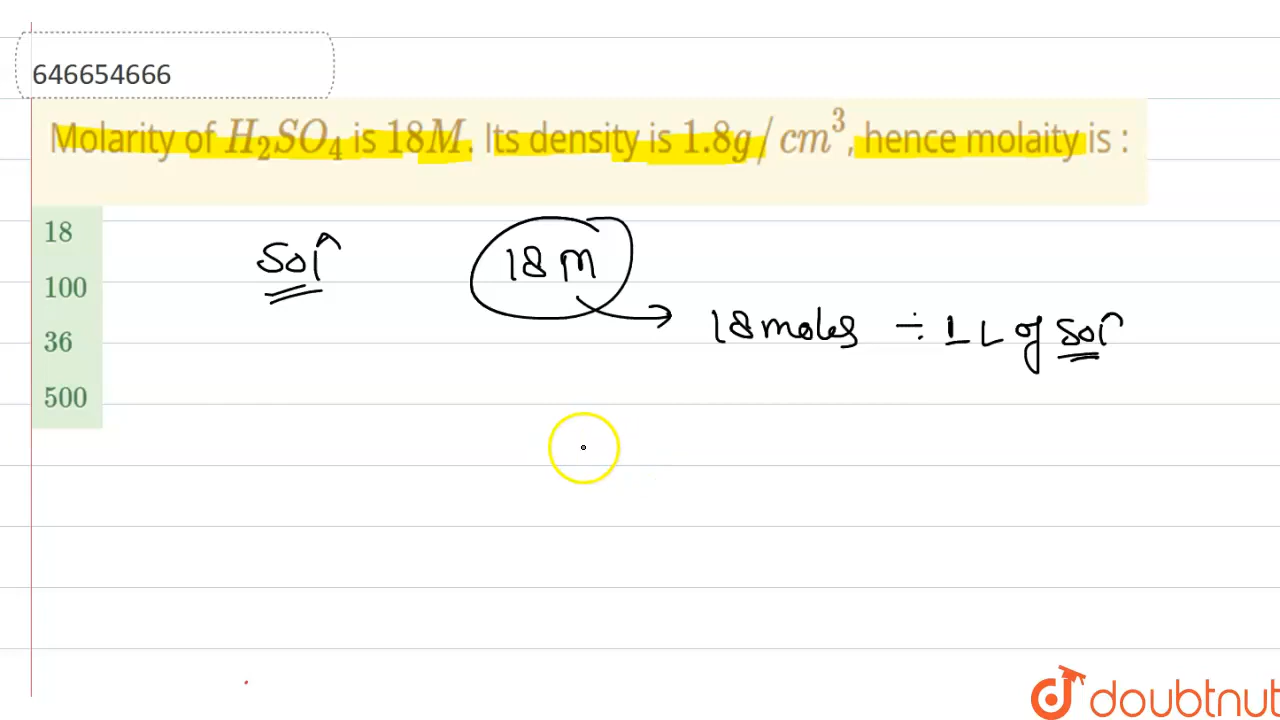 646654666
Molarity of H₂SO₄ is 18M. Its density is 1.8g/cm³, hence molaity is :
18
100
36
500
Solⁿ
18 M
18 moles ÷ 1 L of Solⁿ
doubtnut